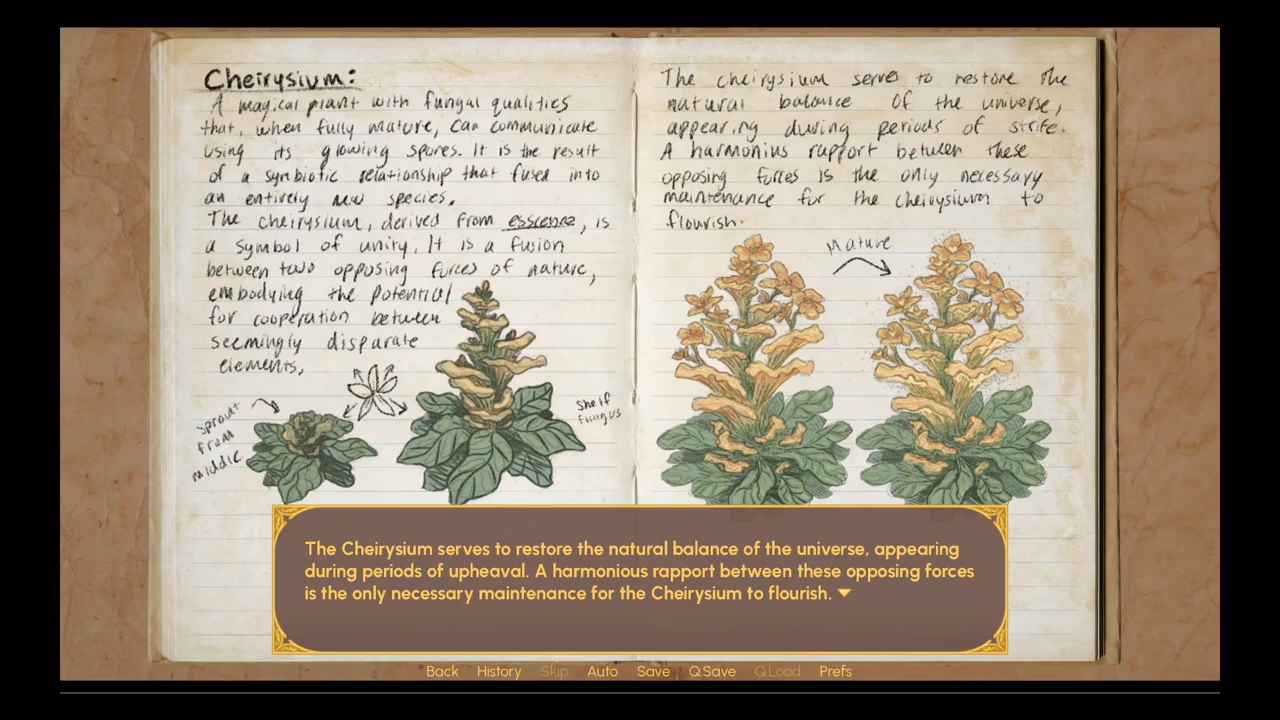 Cheirysium:
A magical plant with fungal qualities
that, when fully mature, can communicate
using its glowing spores. It is the result
of a symbiotic relationship that fused into
an entirely new species.
The cheirysium, derived from esscence, is
a symbol of unity. It is a fusion
between two opposing forces of nature,
embodying the potential
for cooperation between
seemingly disparate
elements.
sprout
from
middle
shelf
fungus
The cheirysium serves to restore the
natural balance of the universe,
appearing during periods of strife.
A harmonius rapport between these
opposing forces is the only necessary
maintenance for the cheirysium to
flourish.
Mature
The Cheirysium serves to restore the natural balance of the universe, appearing
during periods of upheaval. A harmonious rapport between these opposing forces
is the only necessary maintenance for the Cheirysium to flourish.
Back History Skip Auto Save Q.Save Q.Load Prefs